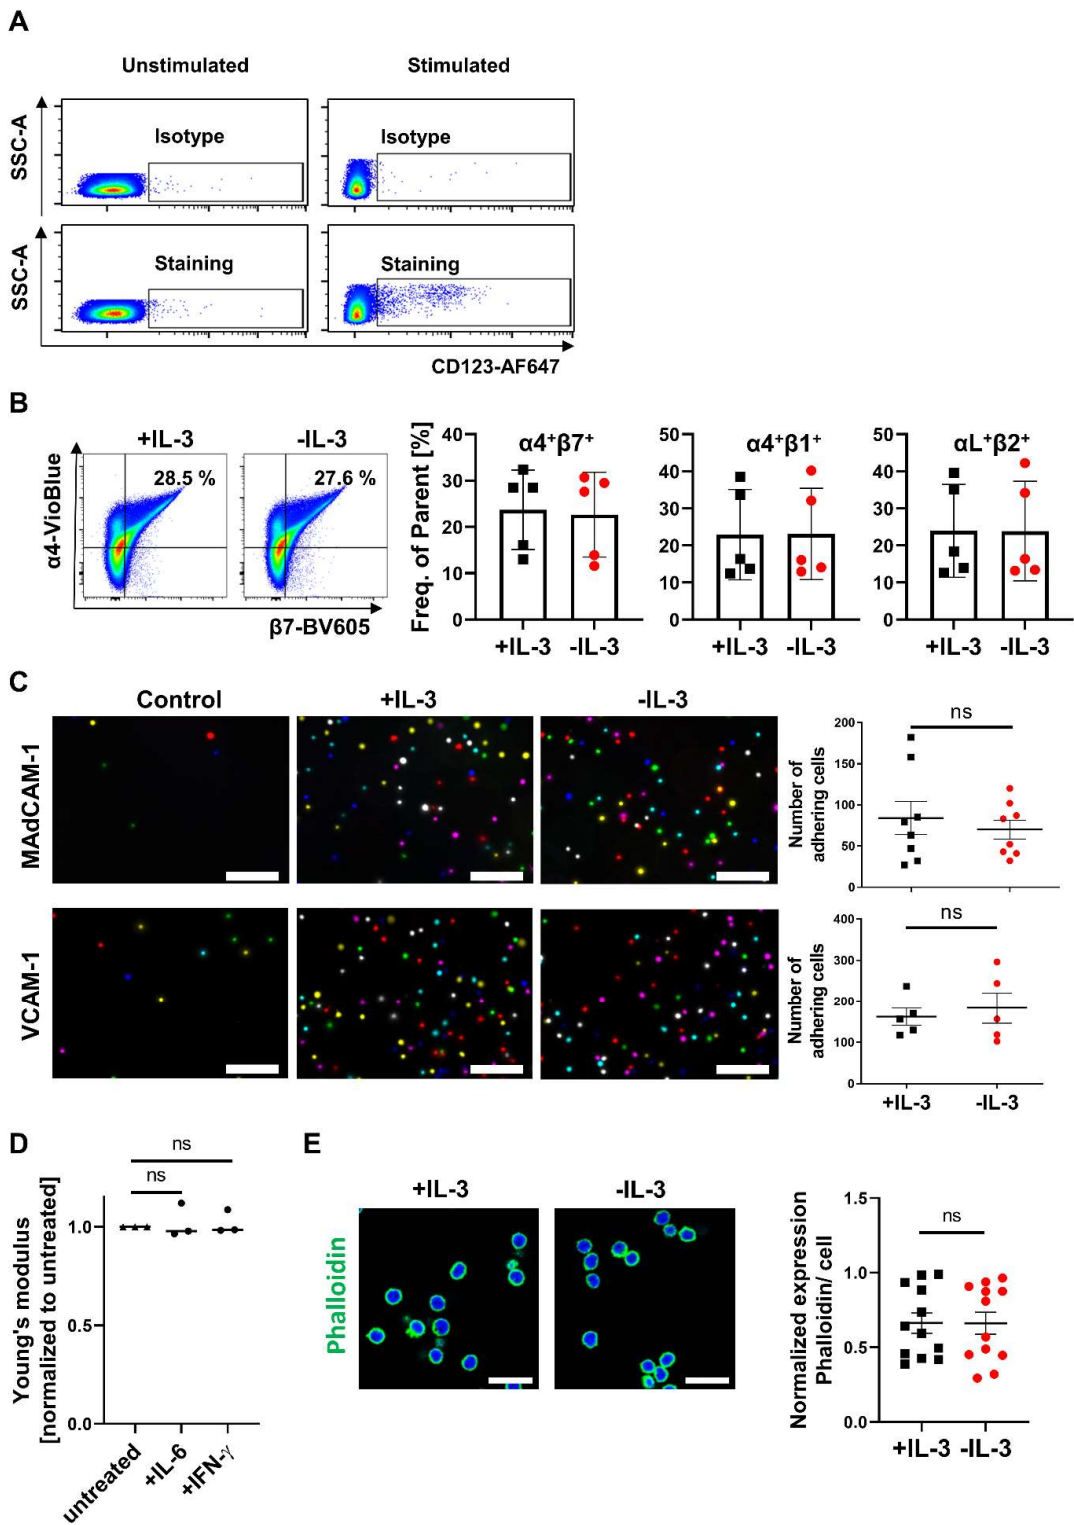 A
Unstimulated Stimulated
SSC-A Isotype Isotype
SSC-A Staining Staining
CD123-AF647
B
+IL-3 -IL-3
28.5 % 27.6 %
α4-VioBlue
β7-BV605
Freq. of Parent [%]
α4⁺β7⁺
40
30
20
10
0
+IL-3 -IL-3
α4⁺β1⁺
50
40
30
20
10
0
+IL-3 -IL-3
αL⁺β2⁺
50
40
30
20
10
0
+IL-3 -IL-3
C
Control +IL-3 -IL-3
MAdCAM-1
Number of
adhering cells
ns
200
150
100
50
0
VCAM-1
Number of
adhering cells
ns
400
300
200
100
0
+IL-3 -IL-3
D
Young's modulus
[normalized to untreated]
ns
ns
1.0
0.5
0.0
untreated
+IL-6
+IFN-γ
E
+IL-3 -IL-3
Phalloidin
Normalized expression
Phalloidin/ cell
ns
1.5
1.0
0.5
0.0
+IL-3 -IL-3